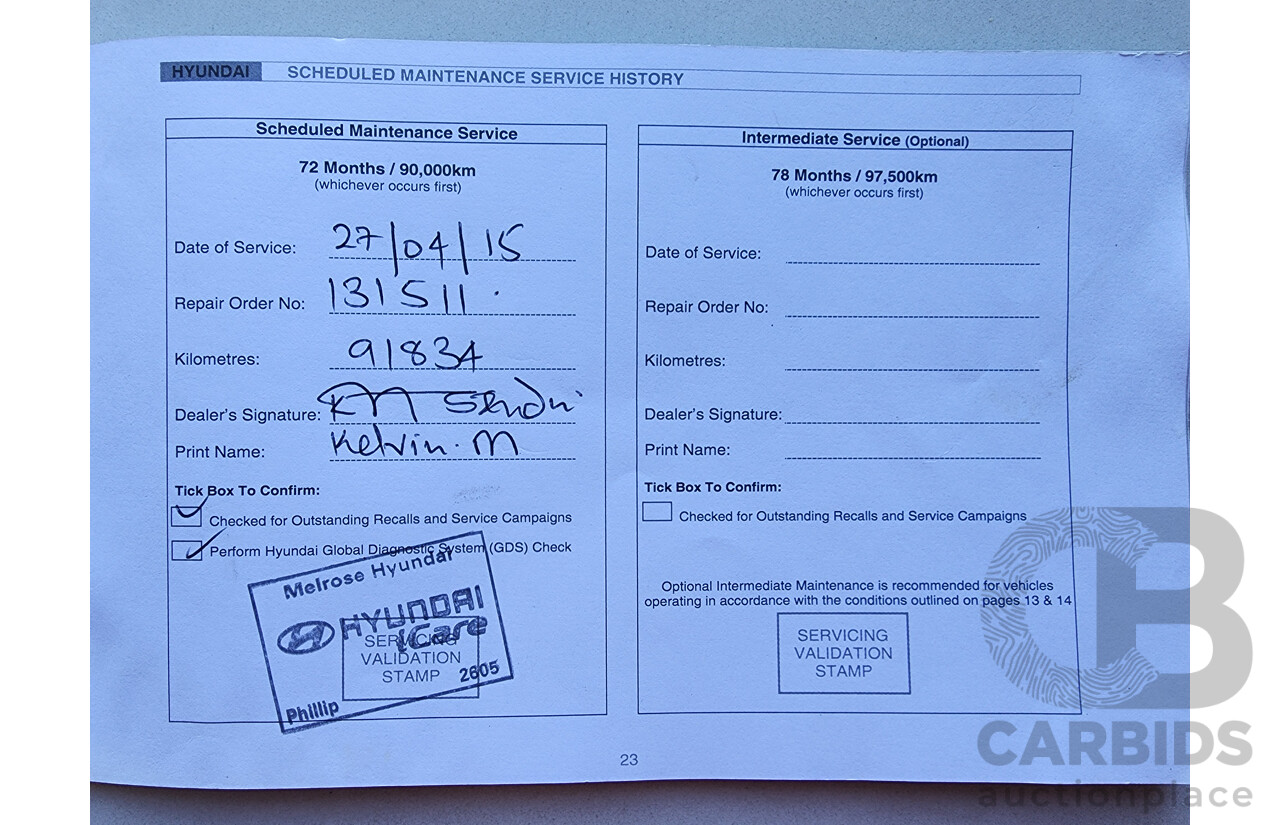 HYUNDAI SCHEDULED MAINTENANCE SERVICE HISTORY
Scheduled Maintenance Service
72 Months / 90,000km
(whichever occurs first)
Date of Service: 27/04/15
Repair Order No: 131511
Kilometres: 91834
Dealer's Signature:
Print Name: Kelvin. M
Tick Box To Confirm:
Checked for Outstanding Recalls and Service Campaigns
Perform Hyundai Global Diagnostic System (GDS) Check
Melrose Hyundai
HYUNDAI
iCare
SERVICING
VALIDATION
STAMP 2605
Phillip
Intermediate Service (Optional)
78 Months / 97,500km
(whichever occurs first)
Date of Service:
Repair Order No:
Kilometres:
Dealer's Signature:
Print Name:
Tick Box To Confirm:
Checked for Outstanding Recalls and Service Campaigns
Optional Intermediate Maintenance is recommended for vehicles
operating in accordance with the conditions outlined on pages 13 & 14
SERVICING
VALIDATION
STAMP
23
CB
CARBIDS
auctionplace